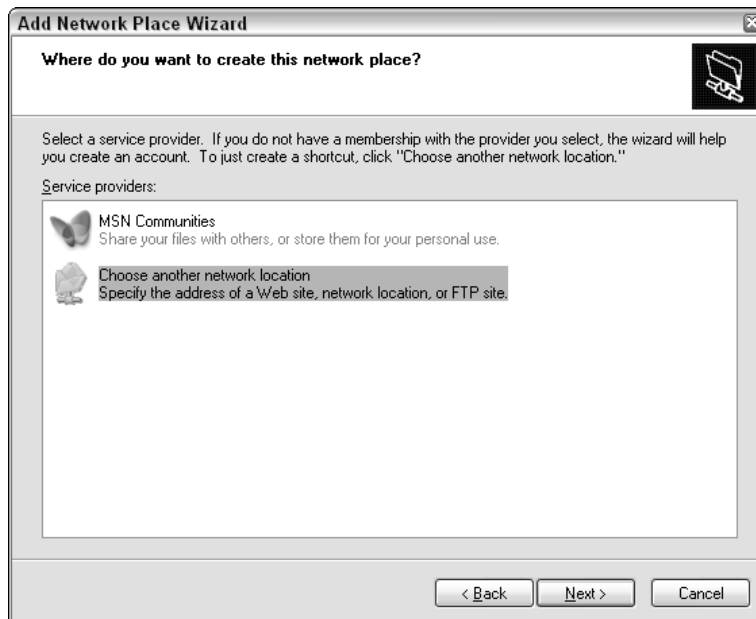 Add Network Place Wizard
Where do you want to create this network place?
Select a service provider. If you do not have a membership with the provider you select, the wizard will help
you create an account. To just create a shortcut, click "Choose another network location."
Service providers:
MSN Communities
Share your files with others, or store them for your personal use.
Choose another network location
Specify the address of a Web site, network location, or FTP site.
< Back Next > Cancel